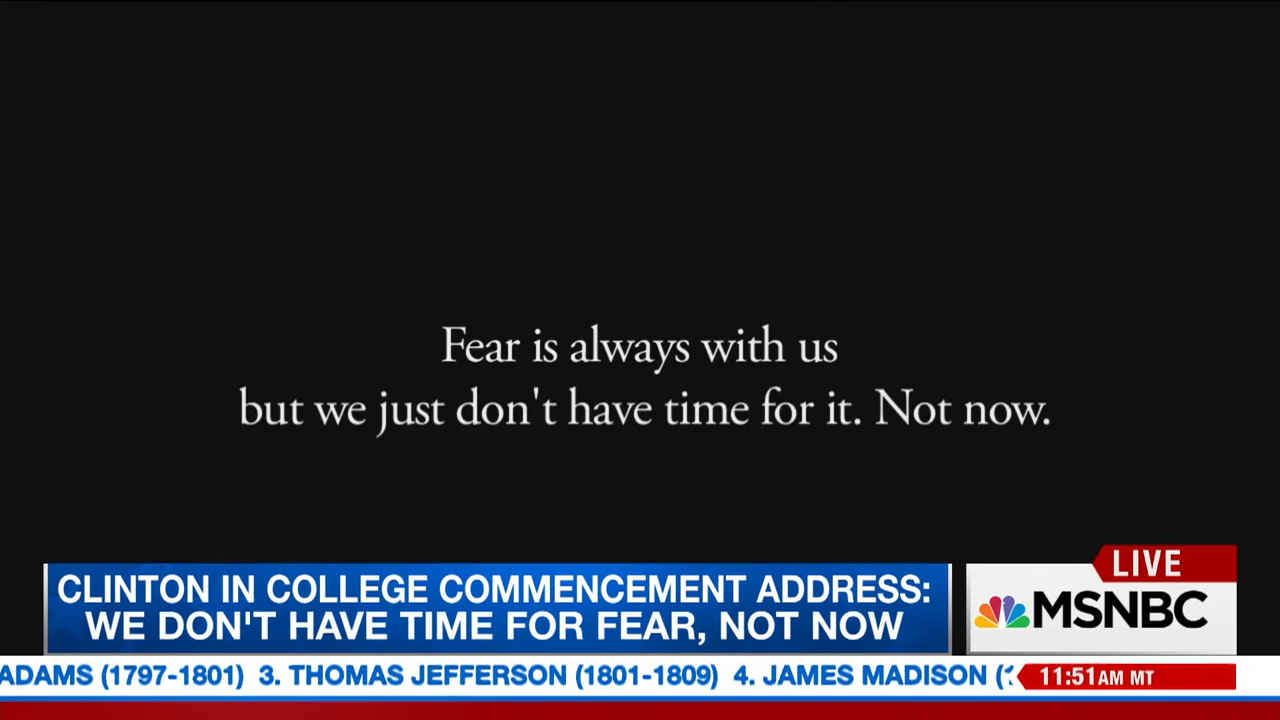 Fear is always with us
but we just don't have time for it. Not now.
LIVE
CLINTON IN COLLEGE COMMENCEMENT ADDRESS:
WE DON'T HAVE TIME FOR FEAR, NOT NOW
MSNBC
ADAMS (1797-1801) 3. THOMAS JEFFERSON (1801-1809) 4. JAMES MADISON (
11:51AM MT